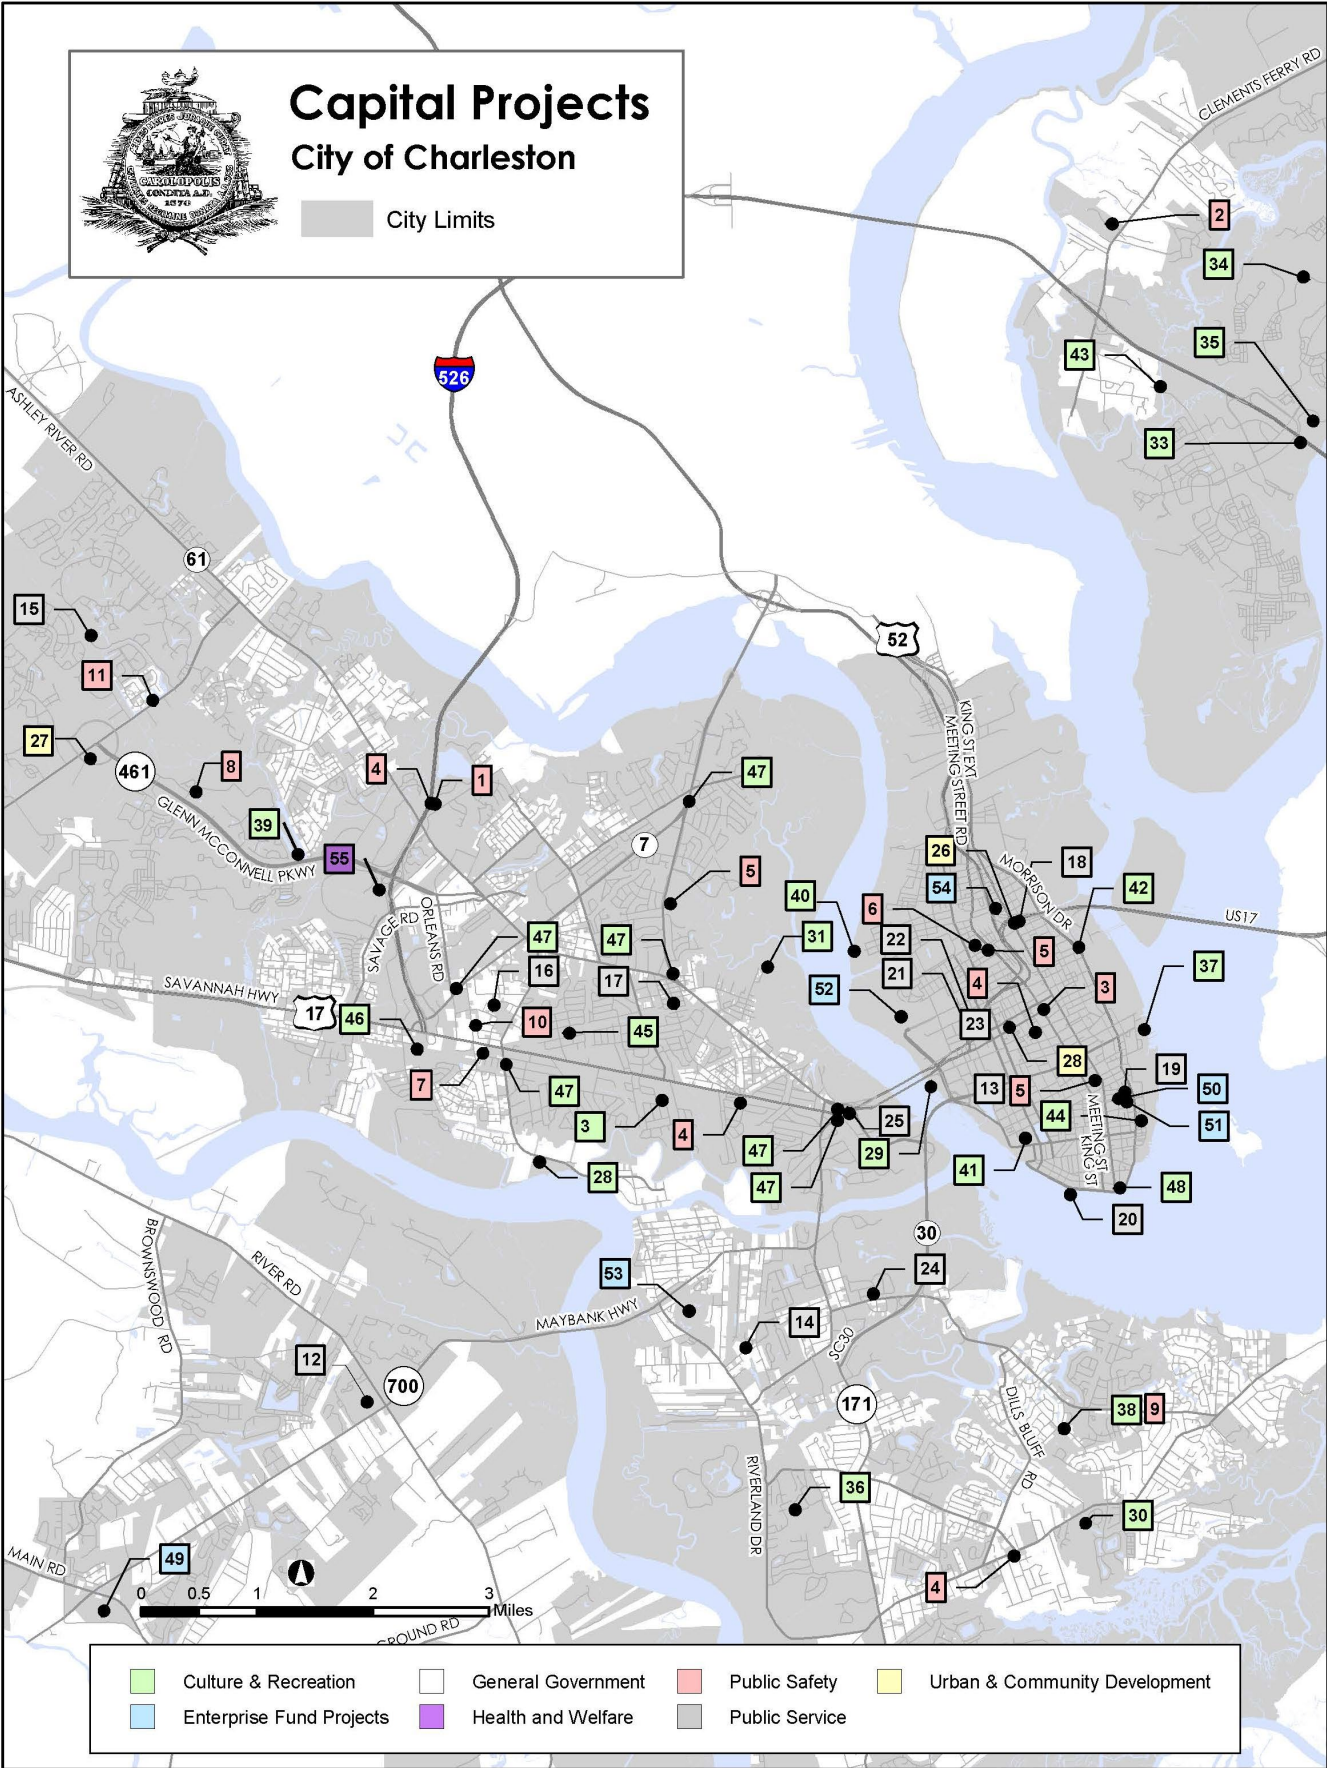 Capital Projects
City of Charleston
City Limits
CAROLOPOLIS
CONDITA A.D.
1670
CLEMENTS FERRY RD
2
34
35
43
33
526
ASHLEY RIVER RD
61
15
11
27
461
8
39
55
GLENN MCCONNELL PKWY
4
1
47
7
5
52
KING ST EXT
MEETING STREET RD
26
54
MORRISON DR
18
42
US17
40
6
22
31
21
5
4
3
37
52
23
SAVAGE RD
ORLEANS RD
47
47
16
17
SAVANNAH HWY
17
46
10
45
7
47
3
4
28
28
13
5
19
50
44
51
MEETING ST
KING ST
25
47
29
47
41
48
20
30
24
BROWNSWOOD RD
RIVER RD
53
MAYBANK HWY
14
SC30
12
700
171
DILLS BLUFF RD
38
9
RIVERLAND DR
36
30
4
MAIN RD
49
0 0.5 1 2 3
Miles
GROUND RD
Culture & Recreation
General Government
Public Safety
Urban & Community Development
Enterprise Fund Projects
Health and Welfare
Public Service